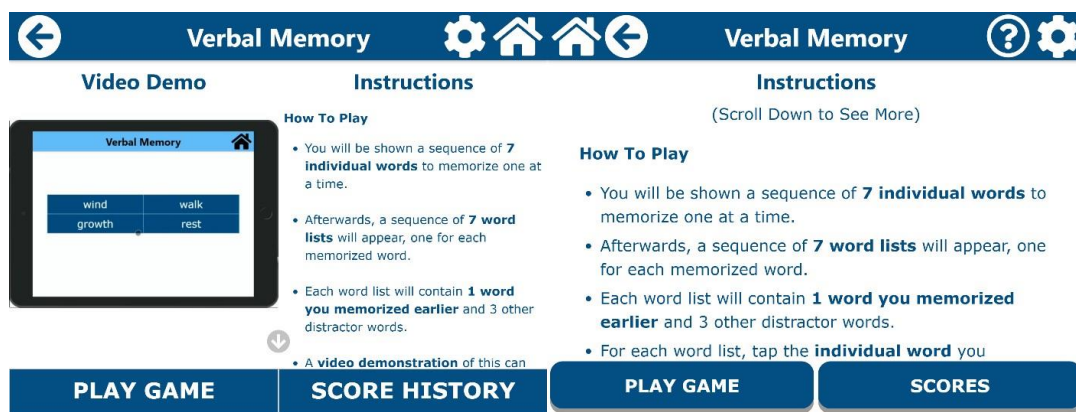 Verbal Memory
Video Demo
Verbal Memory
wind walk
growth rest
Instructions
How To Play
• You will be shown a sequence of 7
individual words to memorize one at
a time.
• Afterwards, a sequence of 7 word
lists will appear, one for each
memorized word.
• Each word list will contain 1 word
you memorized earlier and 3 other
distractor words.
• A video demonstration of this can
PLAY GAME
SCORE HISTORY
Verbal Memory
Instructions
(Scroll Down to See More)
How To Play
• You will be shown a sequence of 7 individual words to
memorize one at a time.
• Afterwards, a sequence of 7 word lists will appear, one
for each memorized word.
• Each word list will contain 1 word you memorized
earlier and 3 other distractor words.
• For each word list, tap the individual word you
PLAY GAME
SCORES